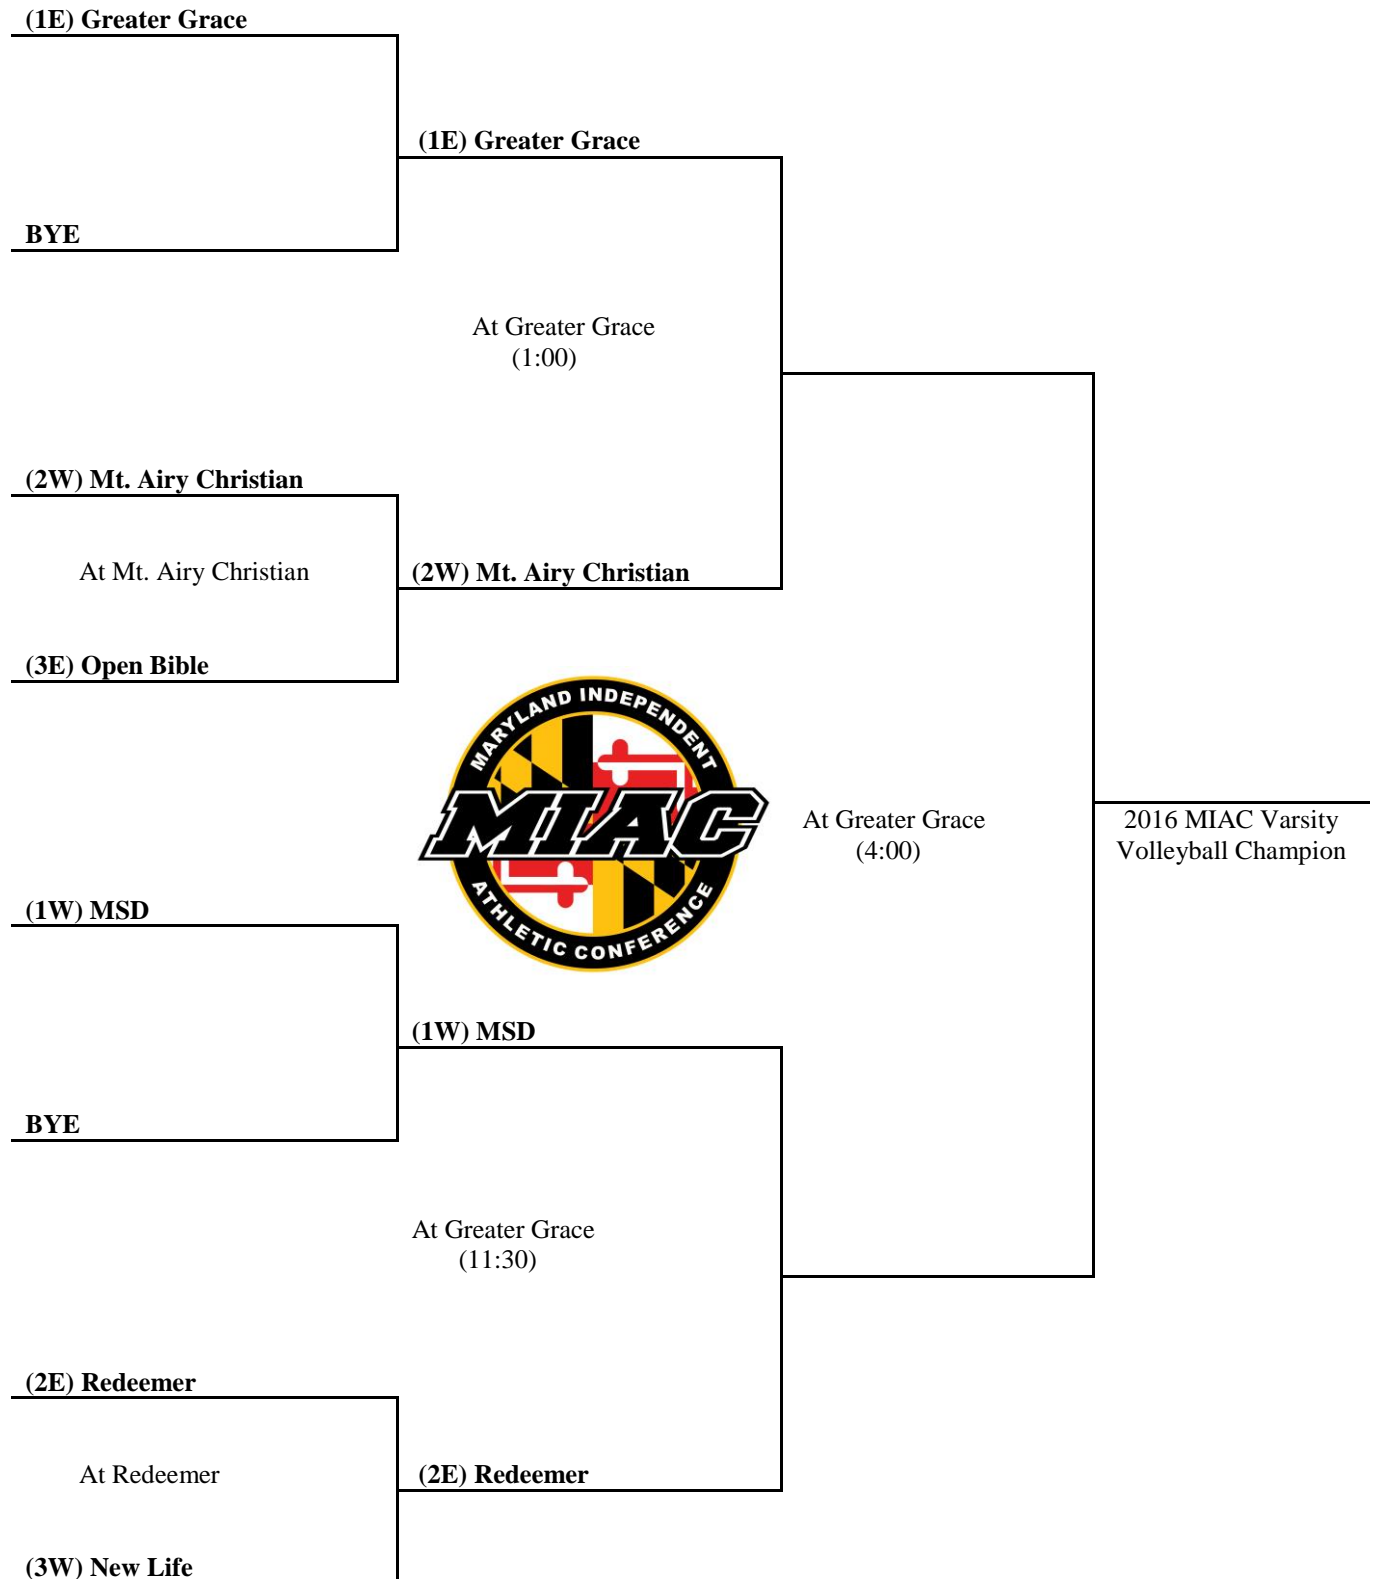 (1E) Greater Grace
(1E) Greater Grace
BYE
At Greater Grace
(1:00)
(2W) Mt. Airy Christian
At Mt. Airy Christian
(2W) Mt. Airy Christian
(3E) Open Bible
MARYLAND INDEPENDENT
MIAC
ATHLETIC CONFERENCE
At Greater Grace
(4:00)
2016 MIAC Varsity
Volleyball Champion
(1W) MSD
(1W) MSD
BYE
At Greater Grace
(11:30)
(2E) Redeemer
At Redeemer
(2E) Redeemer
(3W) New Life